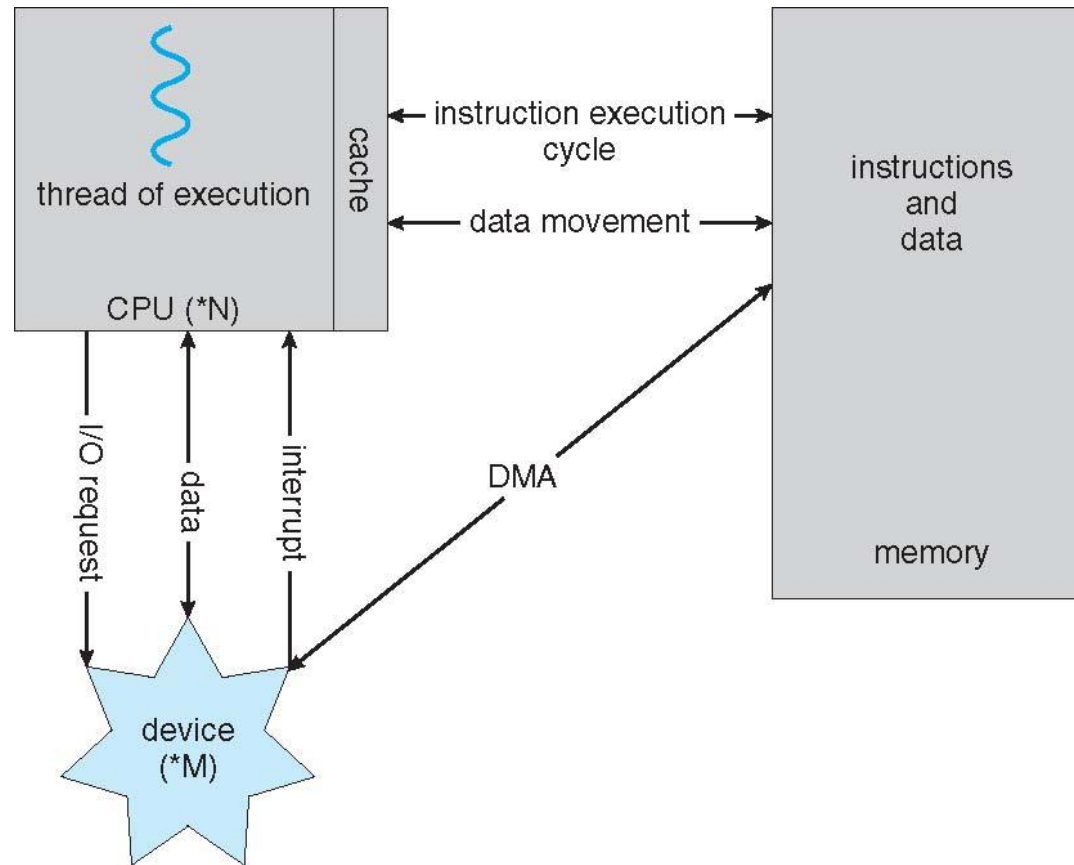 thread of execution
cache
CPU (*N)
instruction execution
cycle
data movement
instructions
and
data
memory
I/O request
data
interrupt
DMA
device
(*M)